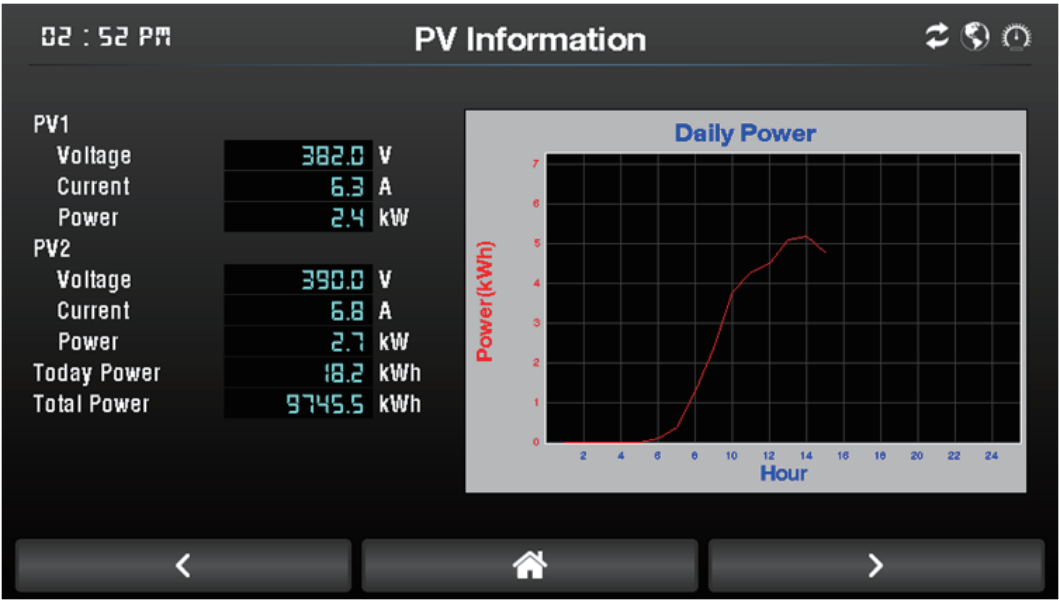 02 : 52 PM
PV Information
PV1
Voltage 382.0 V
Current 6.3 A
Power 2.4 kW
PV2
Voltage 390.0 V
Current 6.8 A
Power 2.7 kW
Today Power 18.2 kWh
Total Power 9745.5 kWh
Daily Power
Power(kWh)
7
6
5
4
3
2
1
0
2 4 6 8 10 12 14 16 18 20 22 24
Hour